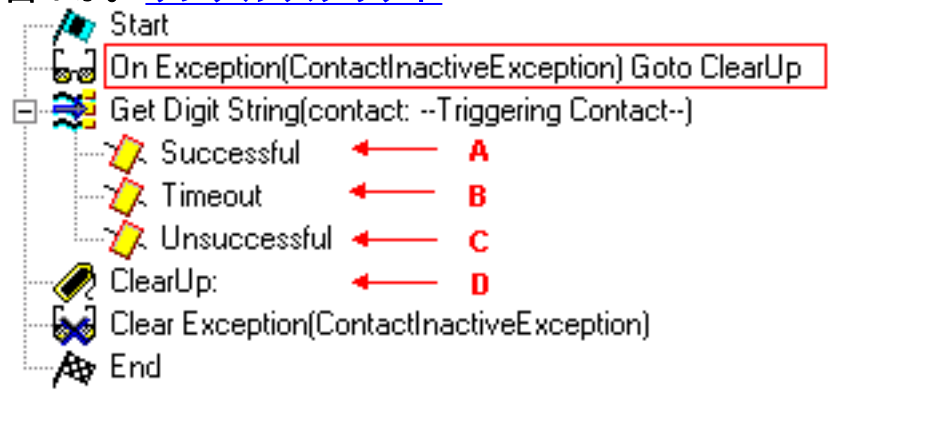 Start
On Exception(ContactInactiveException) Goto ClearUp
Get Digit String(contact: --Triggering Contact--)
Successful A
Timeout B
Unsuccessful C
ClearUp: D
Clear Exception(ContactInactiveException)
End